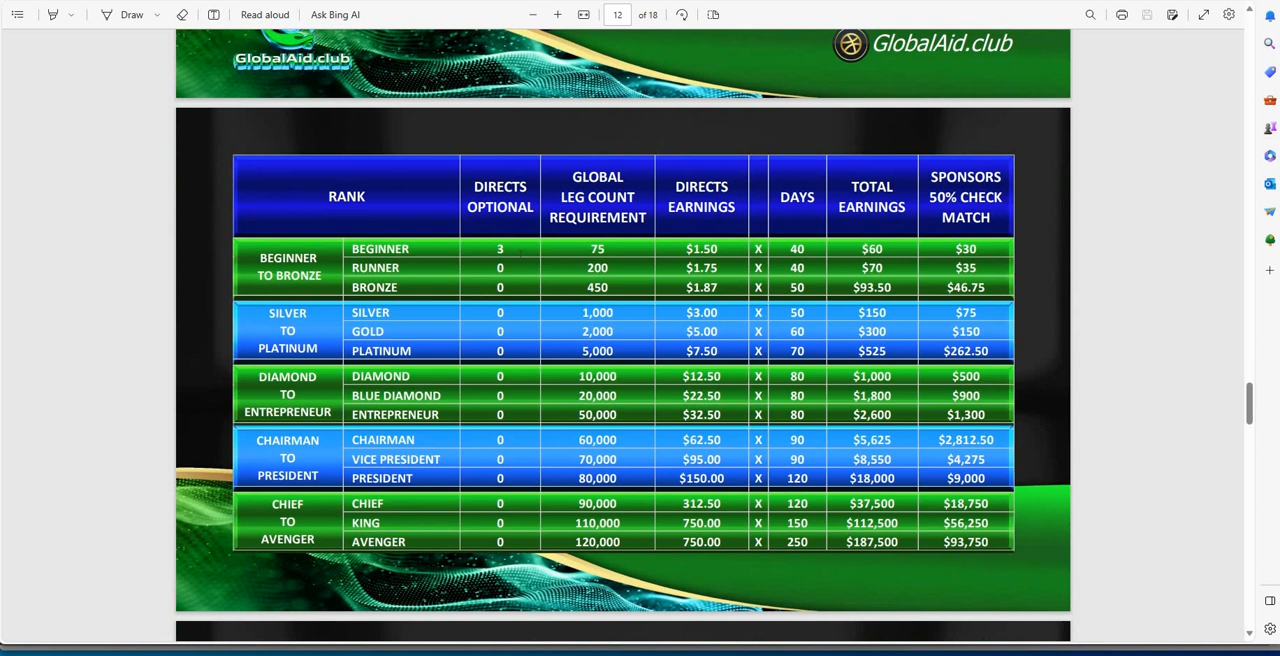 Draw
Read aloud
Ask Bing AI
12
of 18
GlobalAid.club
GlobalAid.club
RANK
DIRECTS
OPTIONAL
GLOBAL
LEG COUNT
REQUIREMENT
DIRECTS
EARNINGS
DAYS
TOTAL
EARNINGS
SPONSORS
50% CHECK
MATCH
BEGINNER
TO BRONZE
BEGINNER 3 75 $1.50 X 40 $60 $30
RUNNER 0 200 $1.75 X 40 $70 $35
BRONZE 0 450 $1.87 X 50 $93.50 $46.75
SILVER
TO
PLATINUM
SILVER 0 1,000 $3.00 X 50 $150 $75
GOLD 0 2,000 $5.00 X 60 $300 $150
PLATINUM 0 5,000 $7.50 X 70 $525 $262.50
DIAMOND
TO
ENTREPRENEUR
DIAMOND 0 10,000 $12.50 X 80 $1,000 $500
BLUE DIAMOND 0 20,000 $22.50 X 80 $1,800 $900
ENTREPRENEUR 0 50,000 $32.50 X 80 $2,600 $1,300
CHAIRMAN
TO
PRESIDENT
CHAIRMAN 0 60,000 $62.50 X 90 $5,625 $2,812.50
VICE PRESIDENT 0 70,000 $95.00 X 90 $8,550 $4,275
PRESIDENT 0 80,000 $150.00 X 120 $18,000 $9,000
CHIEF
TO
AVENGER
CHIEF 0 90,000 312.50 X 120 $37,500 $18,750
KING 0 110,000 750.00 X 150 $112,500 $56,250
AVENGER 0 120,000 750.00 X 250 $187,500 $93,750